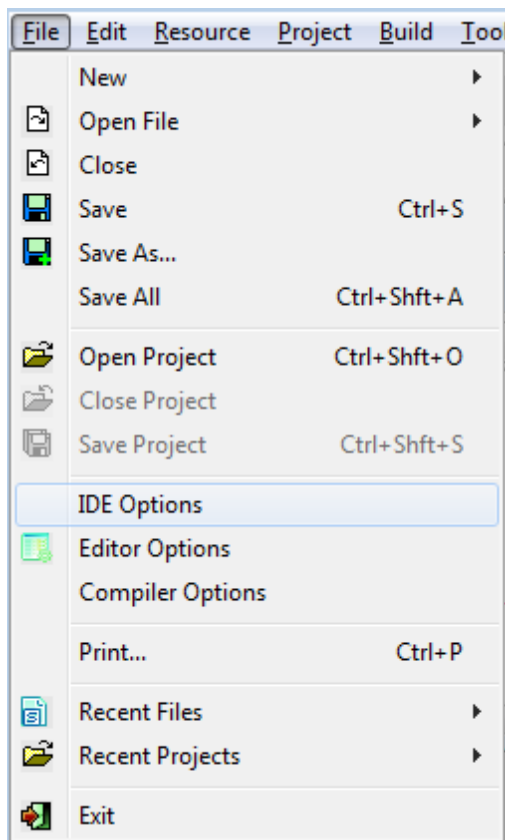 File Edit Resource Project Build
New
Open File
Close
Save Ctrl+S
Save As...
Save All Ctrl+Shft+A
Open Project Ctrl+Shft+O
Close Project
Save Project Ctrl+Shft+S
IDE Options
Editor Options
Compiler Options
Print... Ctrl+P
Recent Files
Recent Projects
Exit